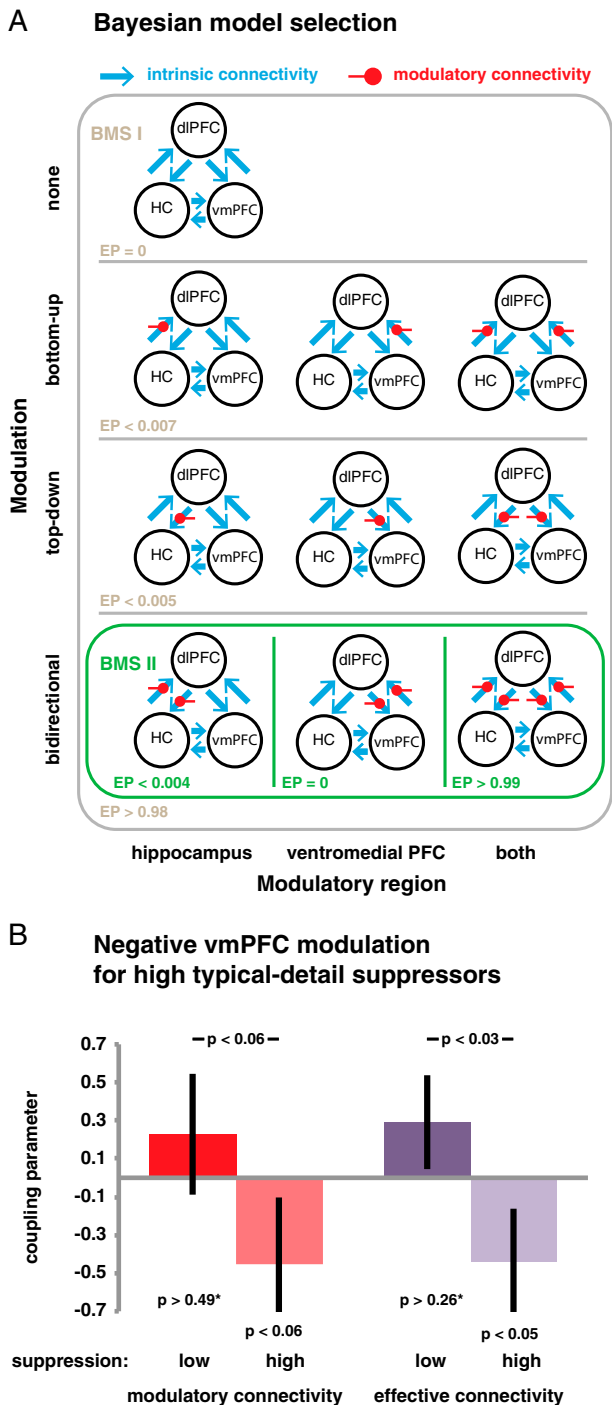 A
Bayesian model selection
intrinsic connectivity modulatory connectivity
BMS I
dlPFC
HC vmPFC
EP = 0
none
dlPFC dlPFC dlPFC
HC vmPFC HC vmPFC HC vmPFC
EP < 0.007
bottom-up
Modulation
dlPFC dlPFC dlPFC
HC vmPFC HC vmPFC HC vmPFC
EP < 0.005
top-down
BMS II
dlPFC dlPFC dlPFC
HC vmPFC HC vmPFC HC vmPFC
EP < 0.004 EP = 0 EP > 0.99
bidirectional
EP > 0.98
hippocampus ventromedial PFC both
Modulatory region
B
Negative vmPFC modulation
for high typical-detail suppressors
p < 0.06 p < 0.03
0.7
0.5
0.3
0.1
-0.1
-0.3
-0.5
-0.7
coupling parameter
p > 0.49* p > 0.26*
p < 0.06 p < 0.05
suppression: low high low high
modulatory connectivity effective connectivity